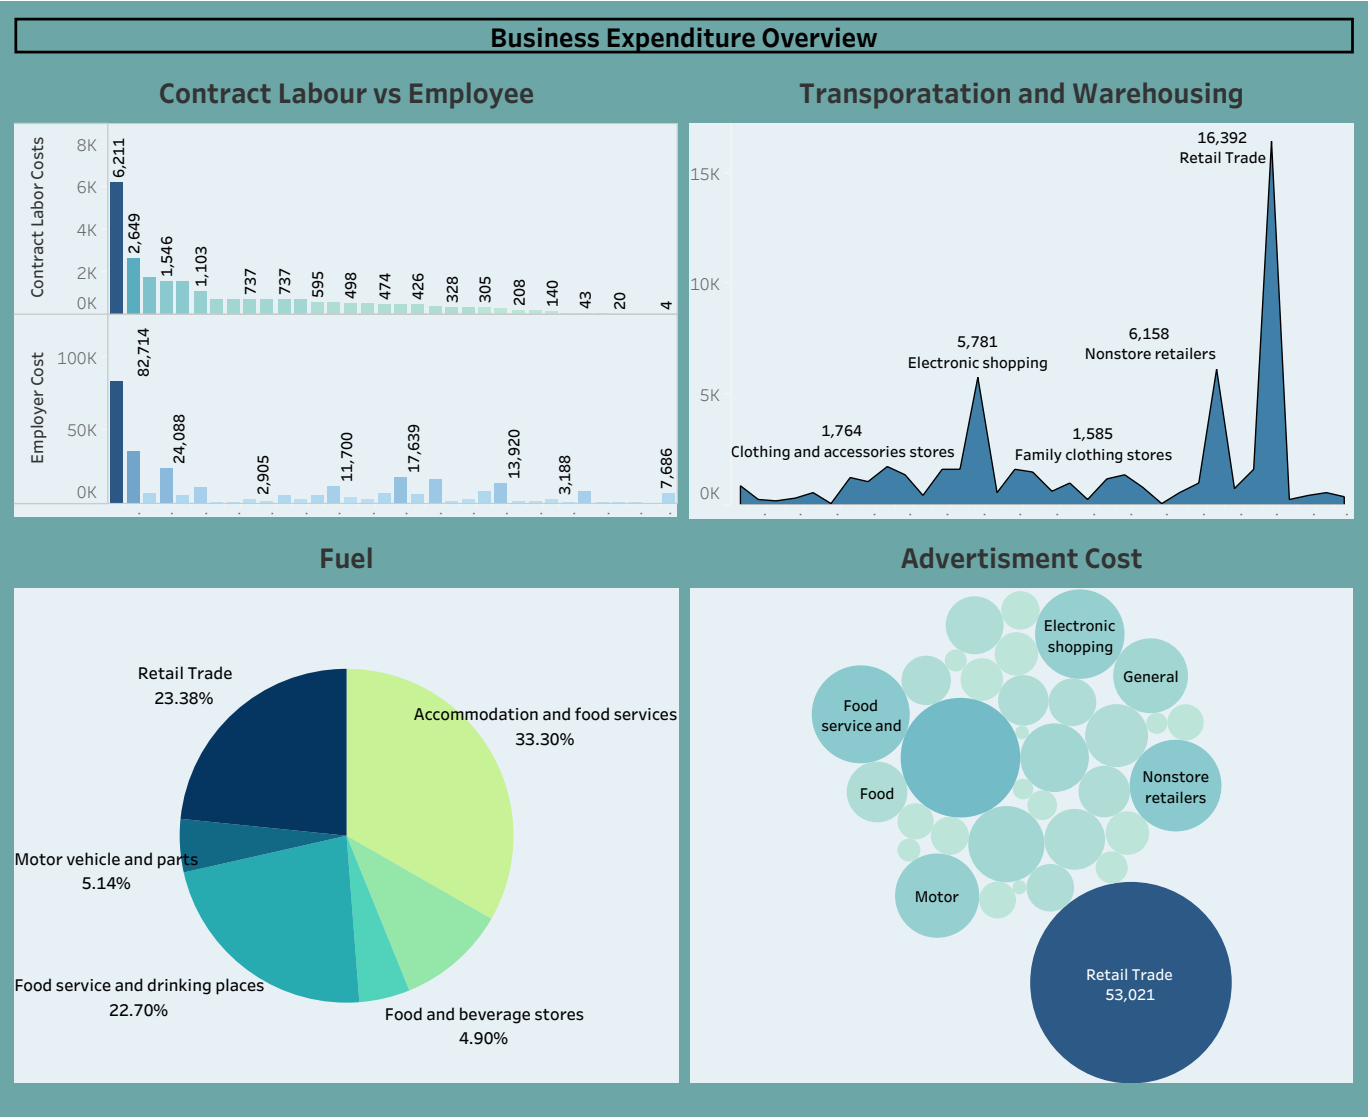 Business Expenditure Overview
Contract Labour vs Employee
Contract Labor Costs
8K
6K
4K
2K
0K
6,211
2,649
1,546
1,103
737
737
595
498
474
426
328
305
208
140
43
20
4
Employer Cost
100K
50K
0K
82,714
24,088
2,905
11,700
17,639
13,920
3,188
7,686
Transporatation and Warehousing
15K
10K
5K
0K
16,392
Retail Trade
6,158
Nonstore retailers
5,781
Electronic shopping
1,764
Clothing and accessories stores
1,585
Family clothing stores
Fuel
Retail Trade
23.38%
Accommodation and food services
33.30%
Motor vehicle and parts
5.14%
Food service and drinking places
22.70%
Food and beverage stores
4.90%
Advertisment Cost
Electronic
shopping
General
Food
service and
Nonstore
retailers
Food
Motor
Retail Trade
53,021